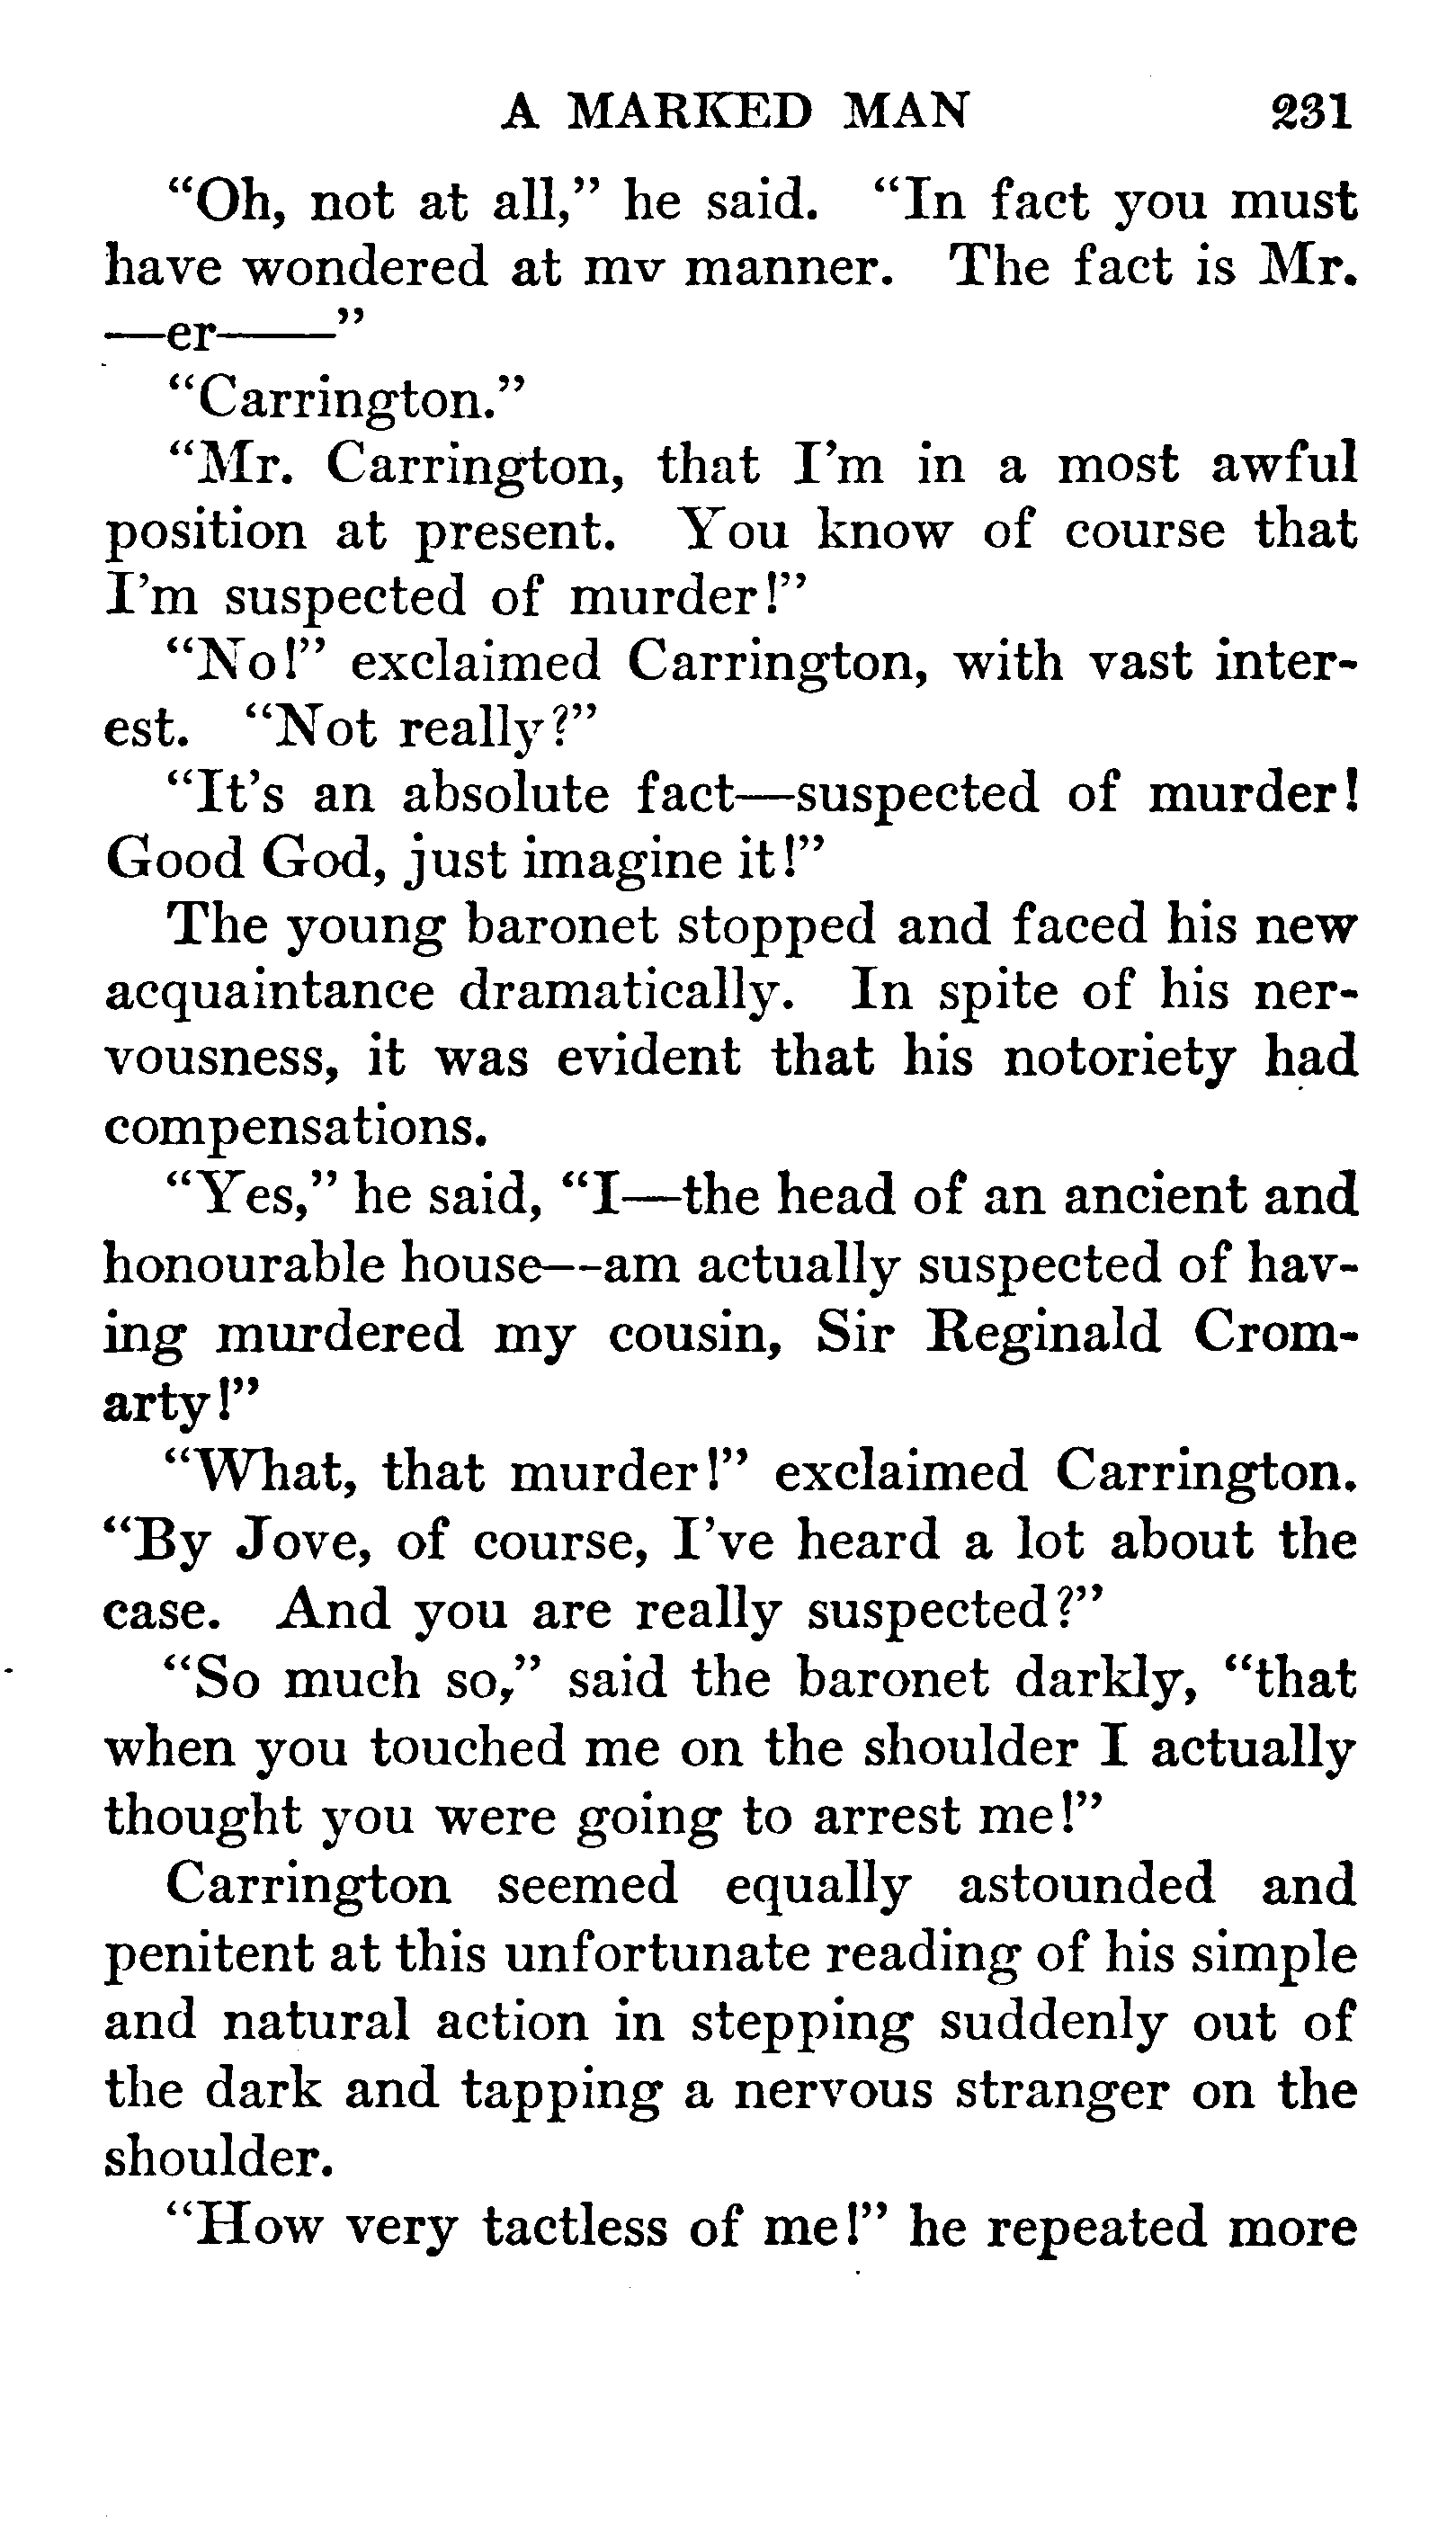 A MARKED MAN 231
"Oh, not at all," he said. "In fact you must
have wondered at my manner. The fact is Mr.
—er——"
"Carrington."
"Mr. Carrington, that I'm in a most awful
position at present. You know of course that
I'm suspected of murder!"
"No!" exclaimed Carrington, with vast inter-
est. "Not really?"
"It's an absolute fact—suspected of murder!
Good God, just imagine it!"
The young baronet stopped and faced his new
acquaintance dramatically. In spite of his ner-
vousness, it was evident that his notoriety had
compensations.
"Yes," he said, "I—the head of an ancient and
honourable house—am actually suspected of hav-
ing murdered my cousin, Sir Reginald Crom-
arty!"
"What, that murder!" exclaimed Carrington.
"By Jove, of course, I've heard a lot about the
case. And you are really suspected?"
"So much so," said the baronet darkly, "that
when you touched me on the shoulder I actually
thought you were going to arrest me!"
Carrington seemed equally astounded and
penitent at this unfortunate reading of his simple
and natural action in stepping suddenly out of
the dark and tapping a nervous stranger on the
shoulder.
"How very tactless of me!" he repeated more